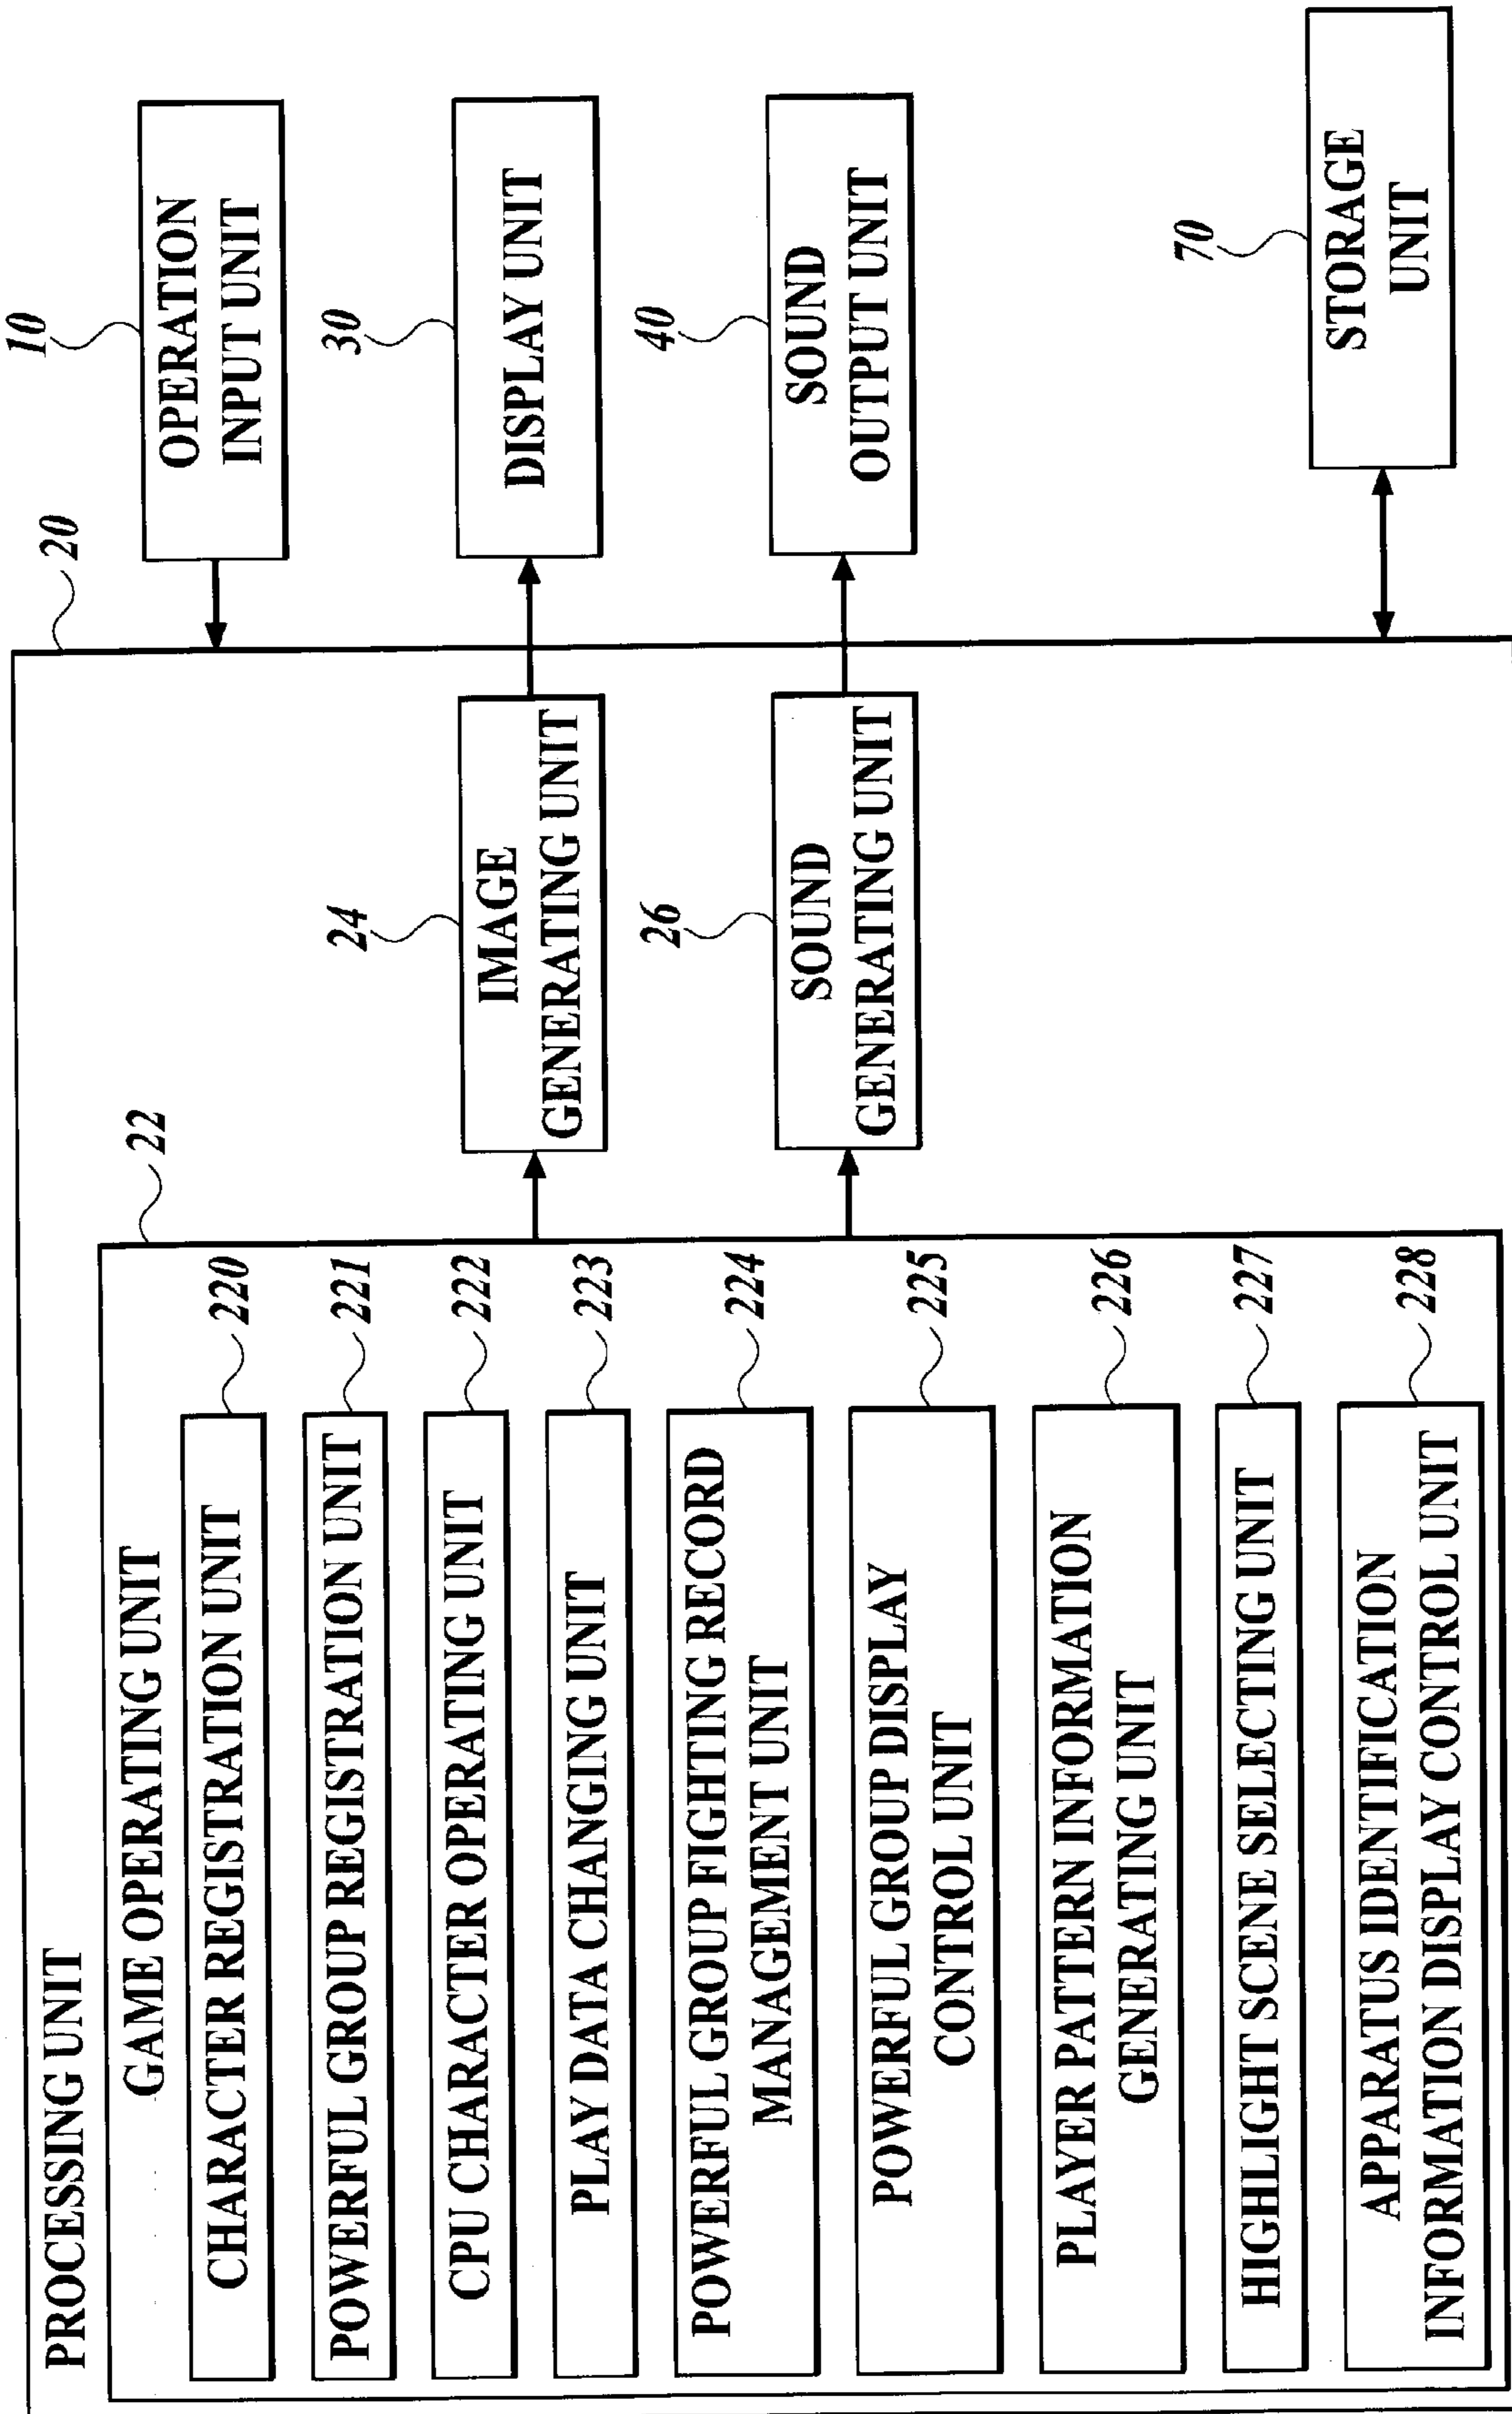 PROCESSING UNIT
20
GAME OPERATING UNIT
22
CHARACTER REGISTRATION UNIT
220
POWERFUL GROUP REGISTRATION UNIT
221
CPU CHARACTER OPERATING UNIT
222
PLAY DATA CHANGING UNIT
223
POWERFUL GROUP FIGHTING RECORD
MANAGEMENT UNIT
224
POWERFUL GROUP DISPLAY
CONTROL UNIT
225
PLAYER PATTERN INFORMATION
GENERATING UNIT
226
HIGHLIGHT SCENE SELECTING UNIT
227
APPARATUS IDENTIFICATION
INFORMATION DISPLAY CONTROL UNIT
228
24
IMAGE
GENERATING UNIT
26
SOUND
GENERATING UNIT
10
OPERATION
INPUT UNIT
30
DISPLAY UNIT
40
SOUND
OUTPUT UNIT
70
STORAGE
UNIT